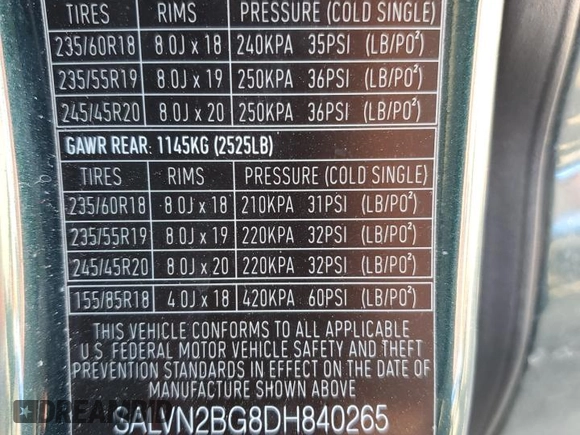 TIRES RIMS PRESSURE (COLD SINGLE)
235/60R18 8.0J x 18 240KPA 35PSI (LB/PO²)
235/55R19 8.0J x 19 250KPA 36PSI (LB/PO²)
245/45R20 8.0J x 20 250KPA 36PSI (LB/PO²)
GAWR REAR: 1145KG (2525LB)
TIRES RIMS PRESSURE (COLD SINGLE)
235/60R18 8.0J x 18 210KPA 31PSI (LB/PO²)
235/55R19 8.0J x 19 220KPA 32PSI (LB/PO²)
245/45R20 8.0J x 20 220KPA 32PSI (LB/PO²)
155/85R18 4.0J x 18 420KPA 60PSI (LB/PO²)
THIS VEHICLE CONFORMS TO ALL APPLICABLE
U.S. FEDERAL MOTOR VEHICLE SAFETY AND THEFT
PREVENTION STANDARDS IN EFFECT ON THE DATE
OF MANUFACTURE SHOWN ABOVE
SALVN2BG8DH840265